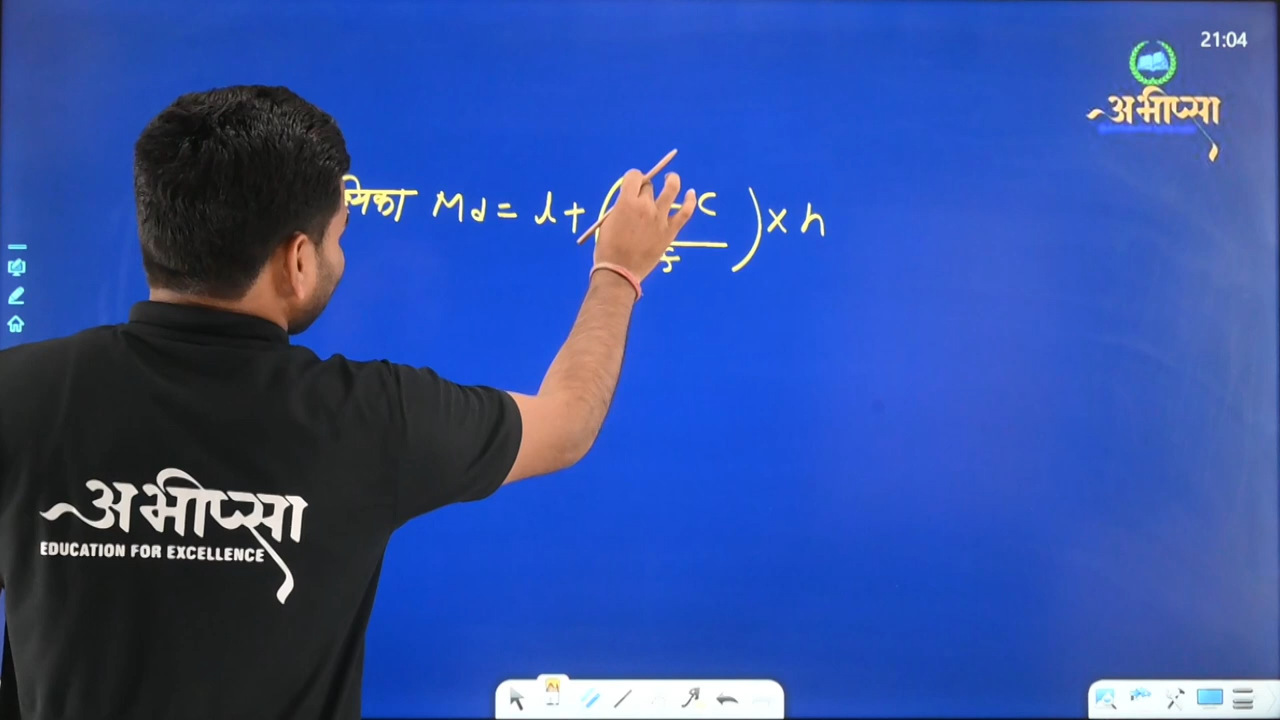 21:04
अभीप्सा
Md = l + ( - C ) × h
f
अभीप्सा
EDUCATION FOR EXCELLENCE